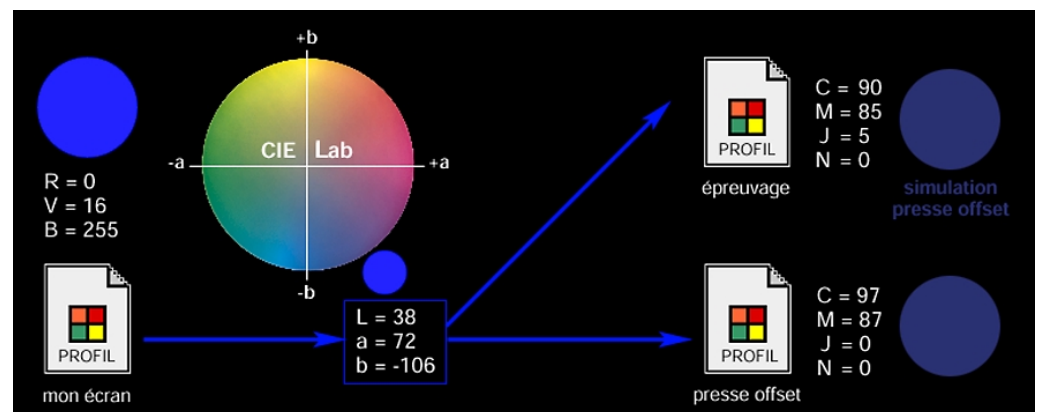 R = 0
V = 16
B = 255
PROFIL
mon écran
+b
-a
CIE Lab
+a
-b
L = 38
a = 72
b = -106
PROFIL
épreuvage
C = 90
M = 85
J = 5
N = 0
simulation
presse offset
PROFIL
presse offset
C = 97
M = 87
J = 0
N = 0